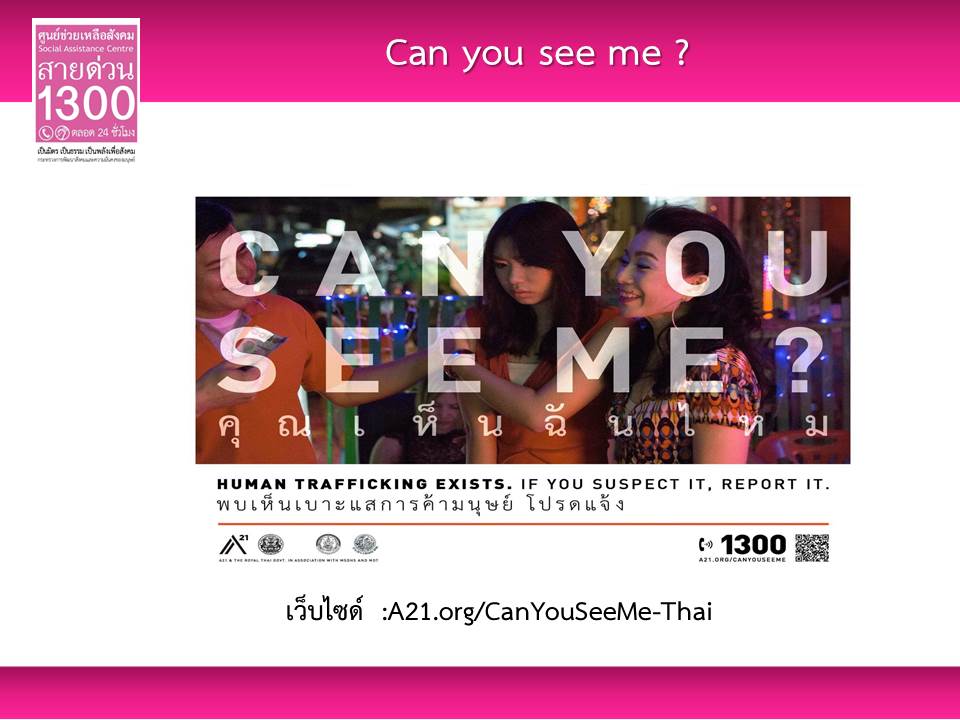 ศูนย์ช่วยเหลือสังคม
Social Assistance Centre
สายด่วน
1300
ตลอด 24 ชั่วโมง
เป็นมิตร เป็นธรรม เป็นพลังเพื่อสังคม
กระทรวงการพัฒนาสังคมและความมั่นคงของมนุษย์
Can you see me ?
CAN YOU
SEE ME?
คุณเห็นฉันไหม
HUMAN TRAFFICKING EXISTS. IF YOU SUSPECT IT, REPORT IT.
พบเห็นเบาะแสการค้ามนุษย์ โปรดแจ้ง
A21
A21 & THE ROYAL THAI GOVT. IN ASSOCIATION WITH MSDHS AND MOT
1300
A21.ORG/CANYOUSEEME
เว็บไซด์ :A21.org/CanYouSeeMe-Thai